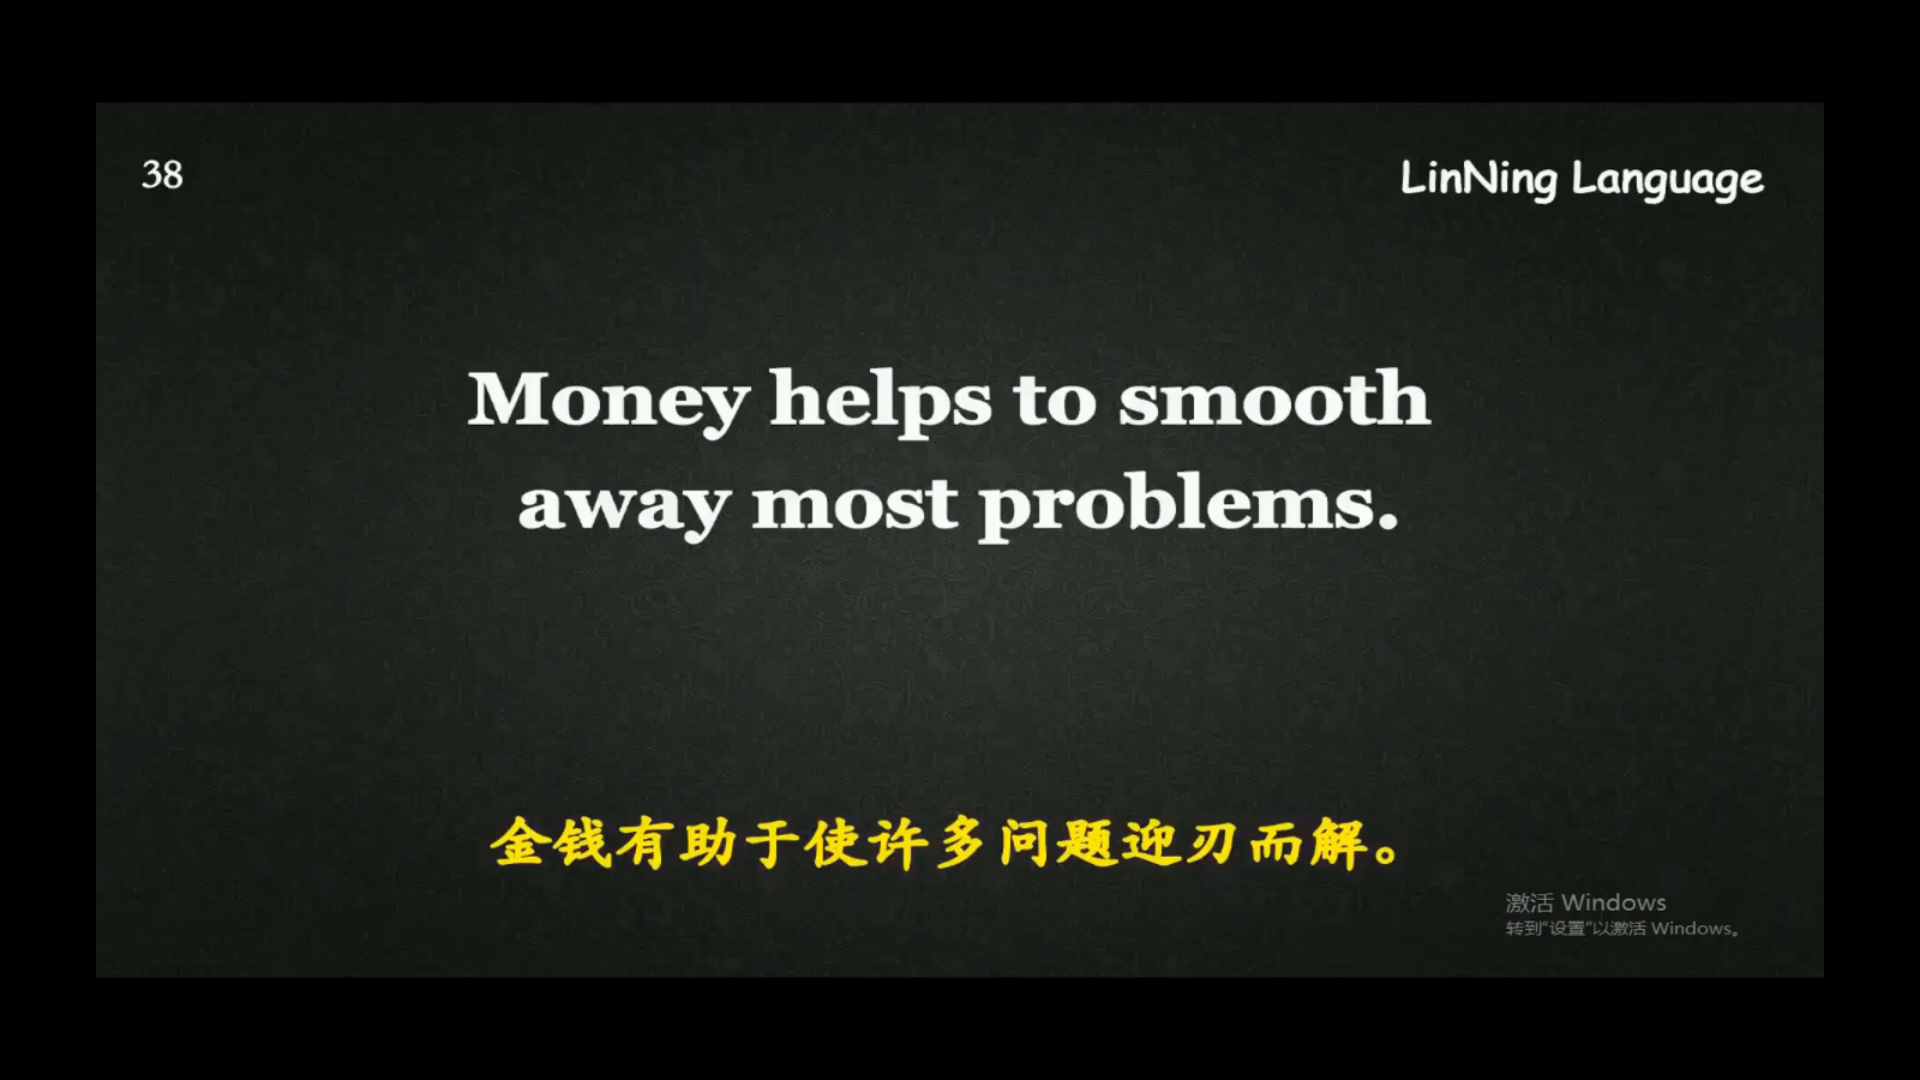 38
LinNing Language
Money helps to smooth
away most problems.
金钱有助于使许多问题迎刃而解。
激活 Windows
转到"设置"以激活 Windows。